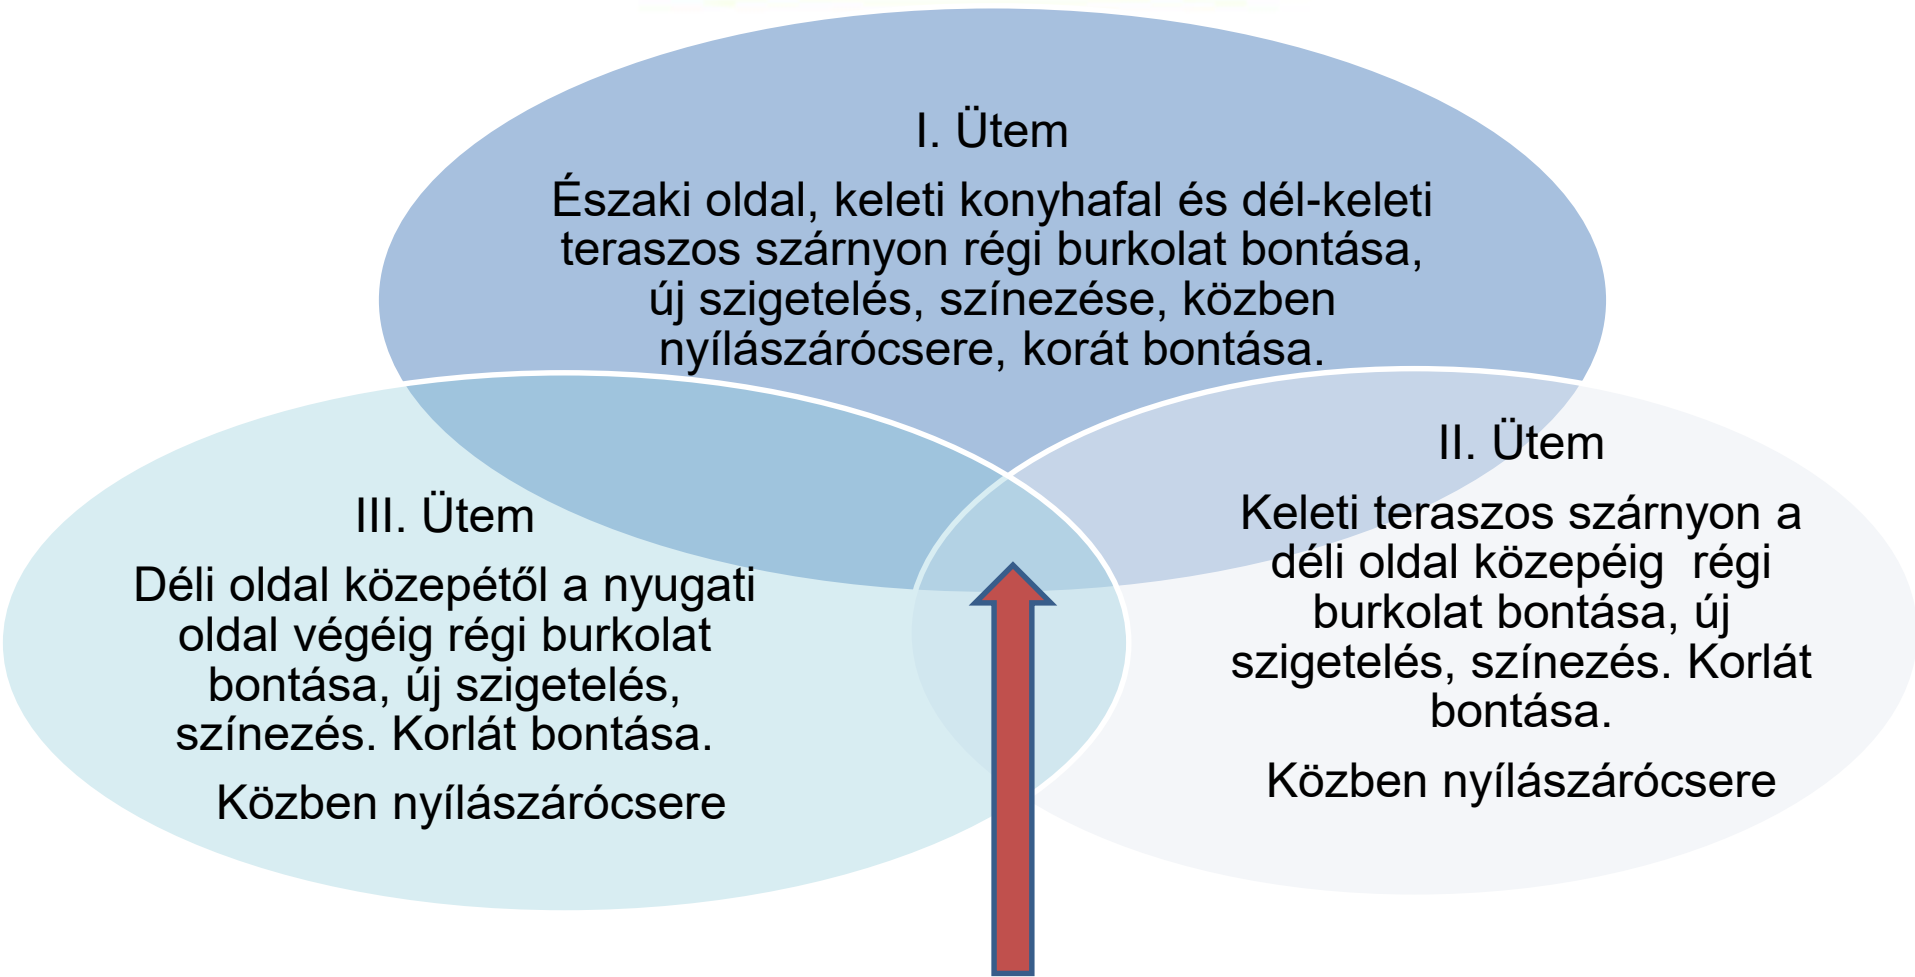 I. Ütem
Északi oldal, keleti konyhafal és dél-keleti
teraszos szárnyon régi burkolat bontása,
új szigetelés, színezése, közben
nyílászárócsere, korát bontása.
II. Ütem
Keleti teraszos szárnyon a
déli oldal közepéig  régi
burkolat bontása, új
szigetelés, színezés. Korlát
bontása.
Közben nyílászárócsere
III. Ütem
Déli oldal közepétől a nyugati
oldal végéig régi burkolat
bontása, új szigetelés,
színezés. Korlát bontása.
Közben nyílászárócsere